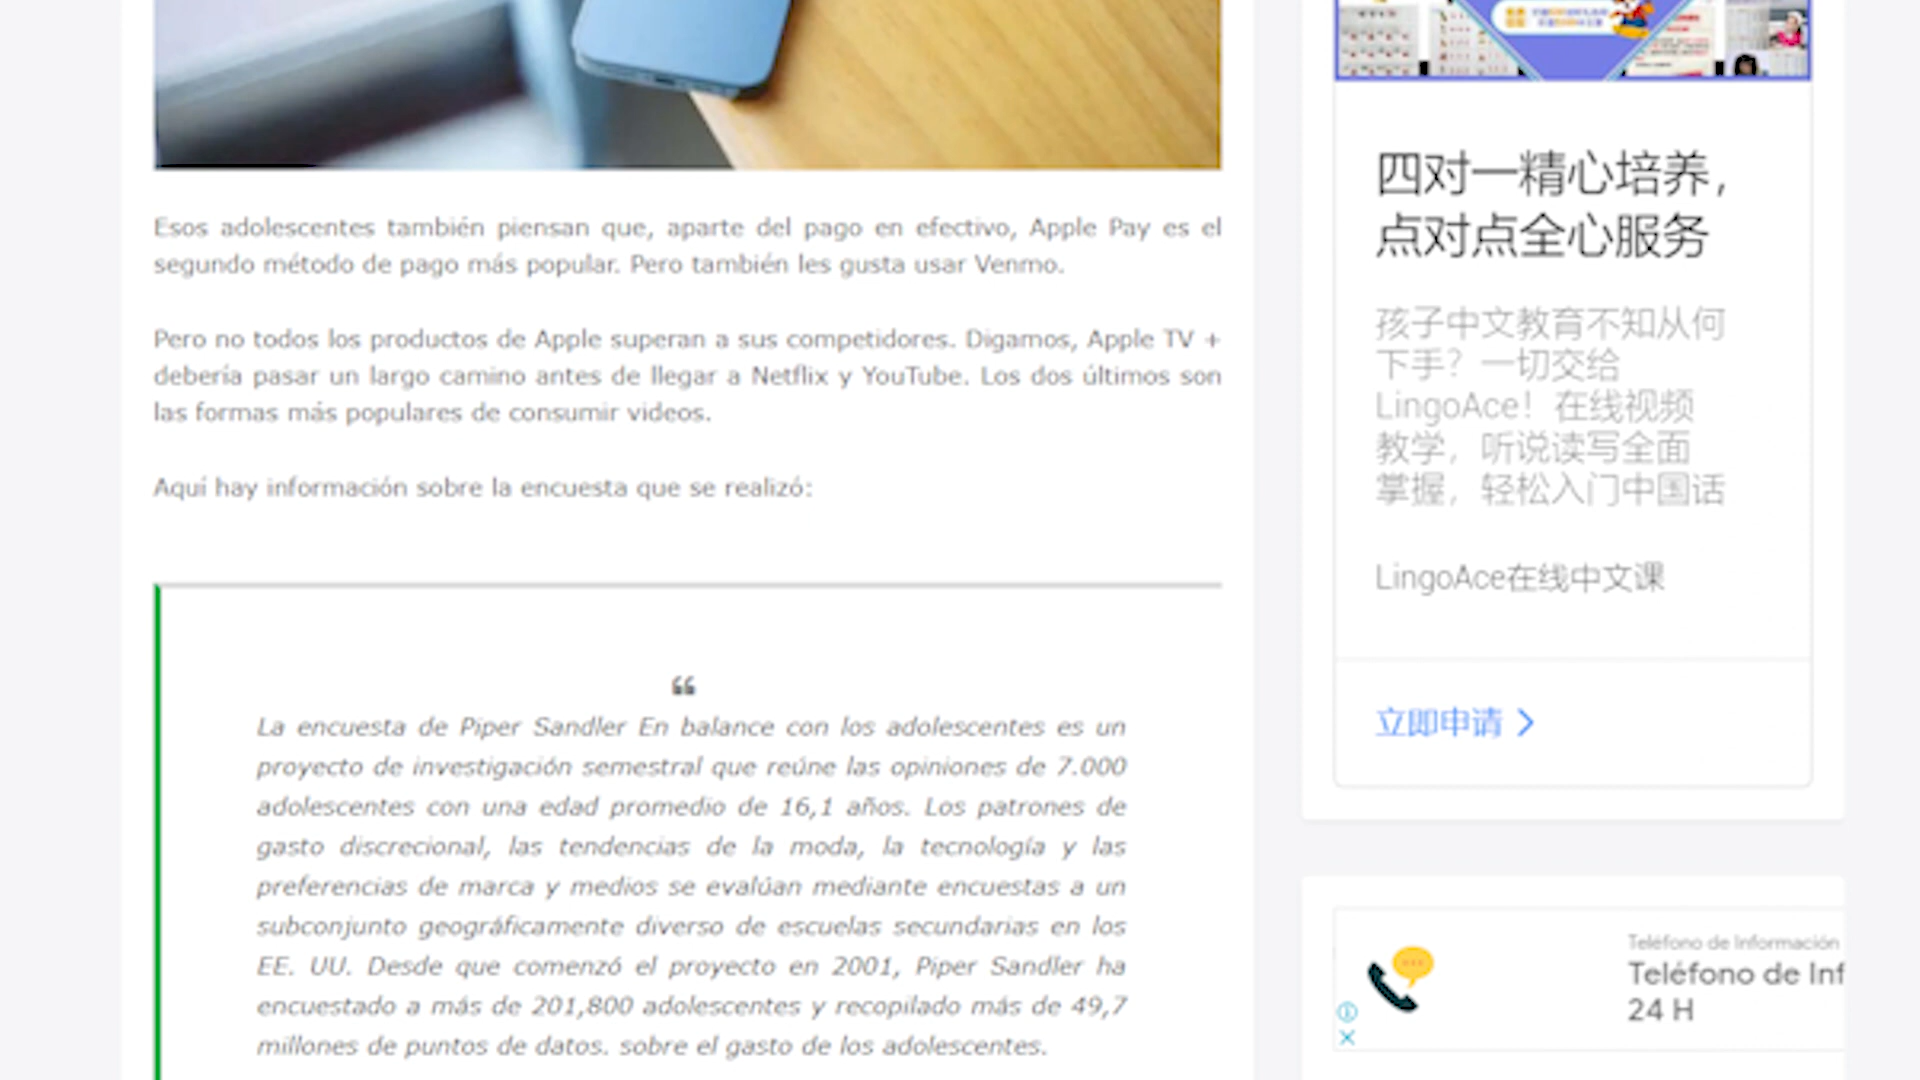 Esos adolescentes también piensan que, aparte del pago en efectivo, Apple Pay es el
segundo método de pago más popular. Pero también les gusta usar Venmo.
Pero no todos los productos de Apple superan a sus competidores. Digamos, Apple TV +
debería pasar un largo camino antes de llegar a Netflix y YouTube. Los dos últimos son
las formas más populares de consumir videos.
Aquí hay información sobre la encuesta que se realizó:
“
La encuesta de Piper Sandler En balance con los adolescentes es un
proyecto de investigación semestral que reúne las opiniones de 7.000
adolescentes con una edad promedio de 16,1 años. Los patrones de
gasto discrecional, las tendencias de la moda, la tecnología y las
preferencias de marca y medios se evalúan mediante encuestas a un
subconjunto geográficamente diverso de escuelas secundarias en los
EE. UU. Desde que comenzó el proyecto en 2001, Piper Sandler ha
encuestado a más de 201,800 adolescentes y recopilado más de 49,7
millones de puntos de datos. sobre el gasto de los adolescentes.
四对一精心培养，
点对点全心服务
孩子中文教育不知从何
下手？一切交给
LingoAce！在线视频
教学，听说读写全面
掌握，轻松入门中国话
LingoAce在线中文课
立即申请 >
Teléfono de Información
Teléfono de Inf
24 H